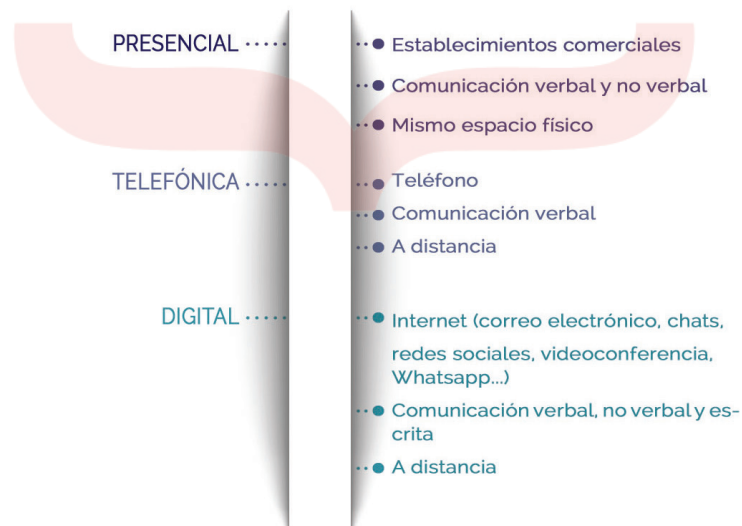 PRESENCIAL
Establecimientos comerciales
Comunicación verbal y no verbal
Mismo espacio físico
TELEFÓNICA
Teléfono
Comunicación verbal
A distancia
DIGITAL
Internet (correo electrónico, chats,
redes sociales, videoconferencia,
Whatsapp...)
Comunicación verbal, no verbal y es-
crita
A distancia